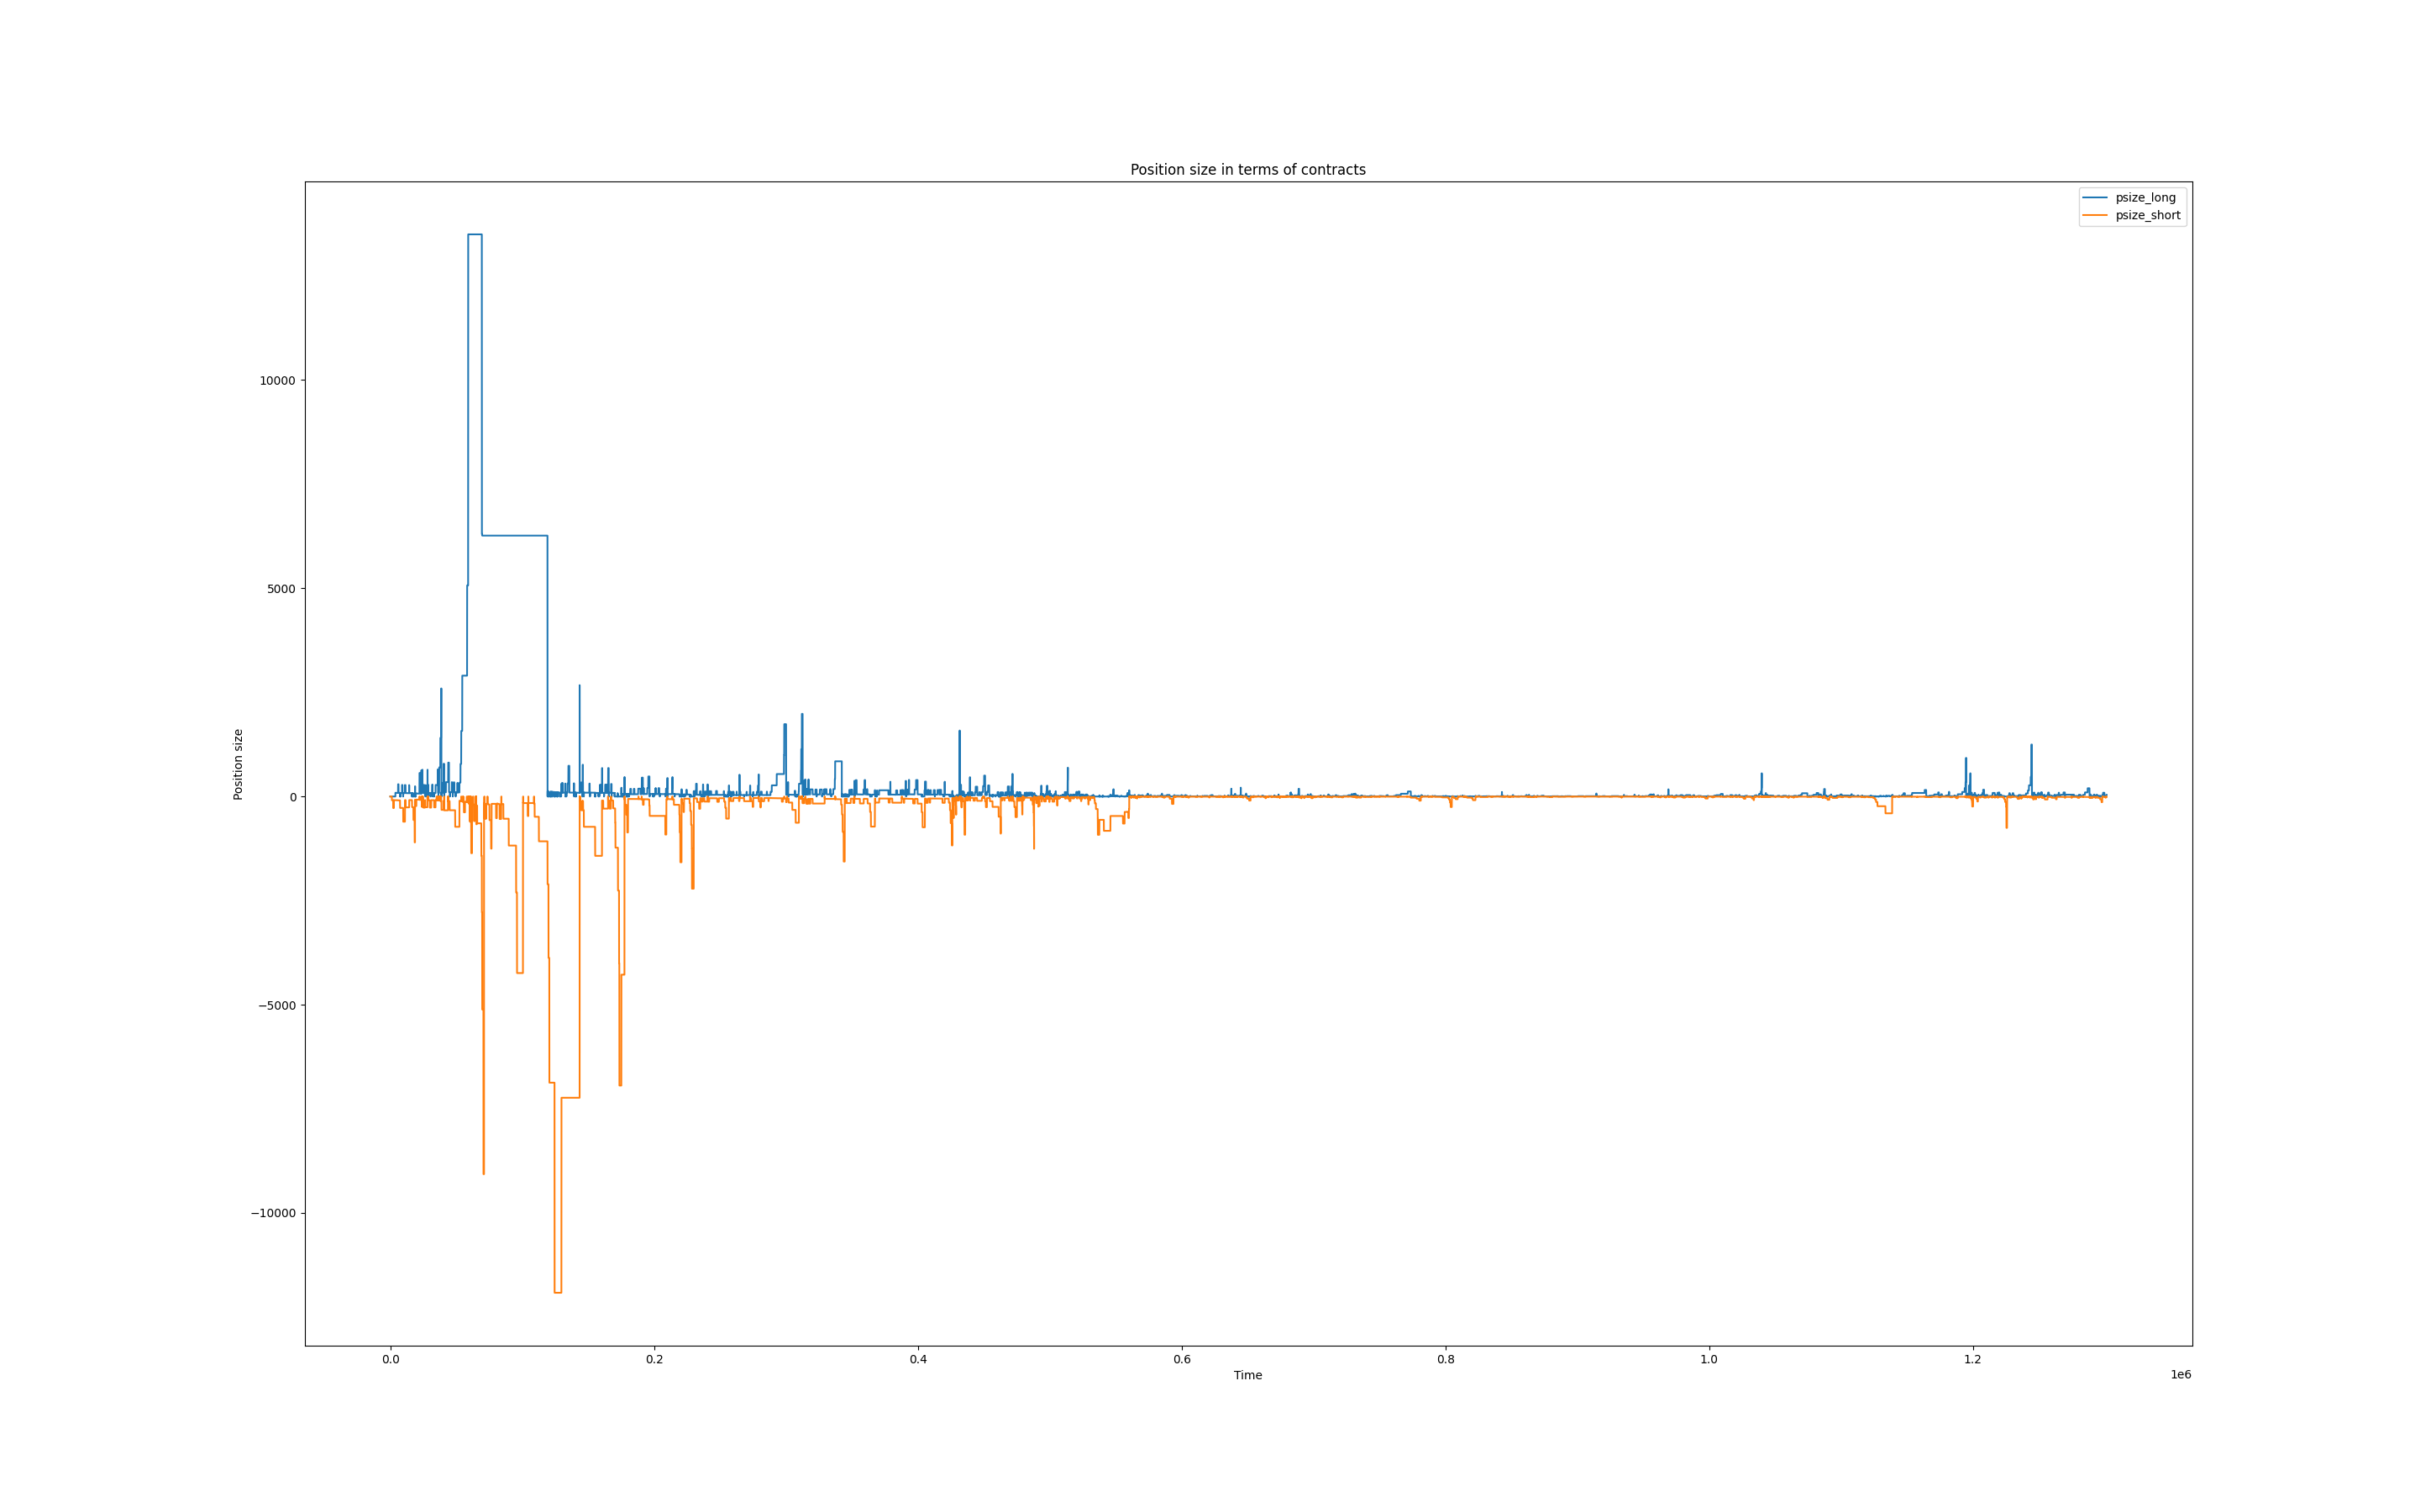 Position size in terms of contracts
psize_long
psize_short
Position size
10000
5000
0
−5000
−10000
0.0 0.2 0.4 0.6 0.8 1.0 1.2
Time
1e6